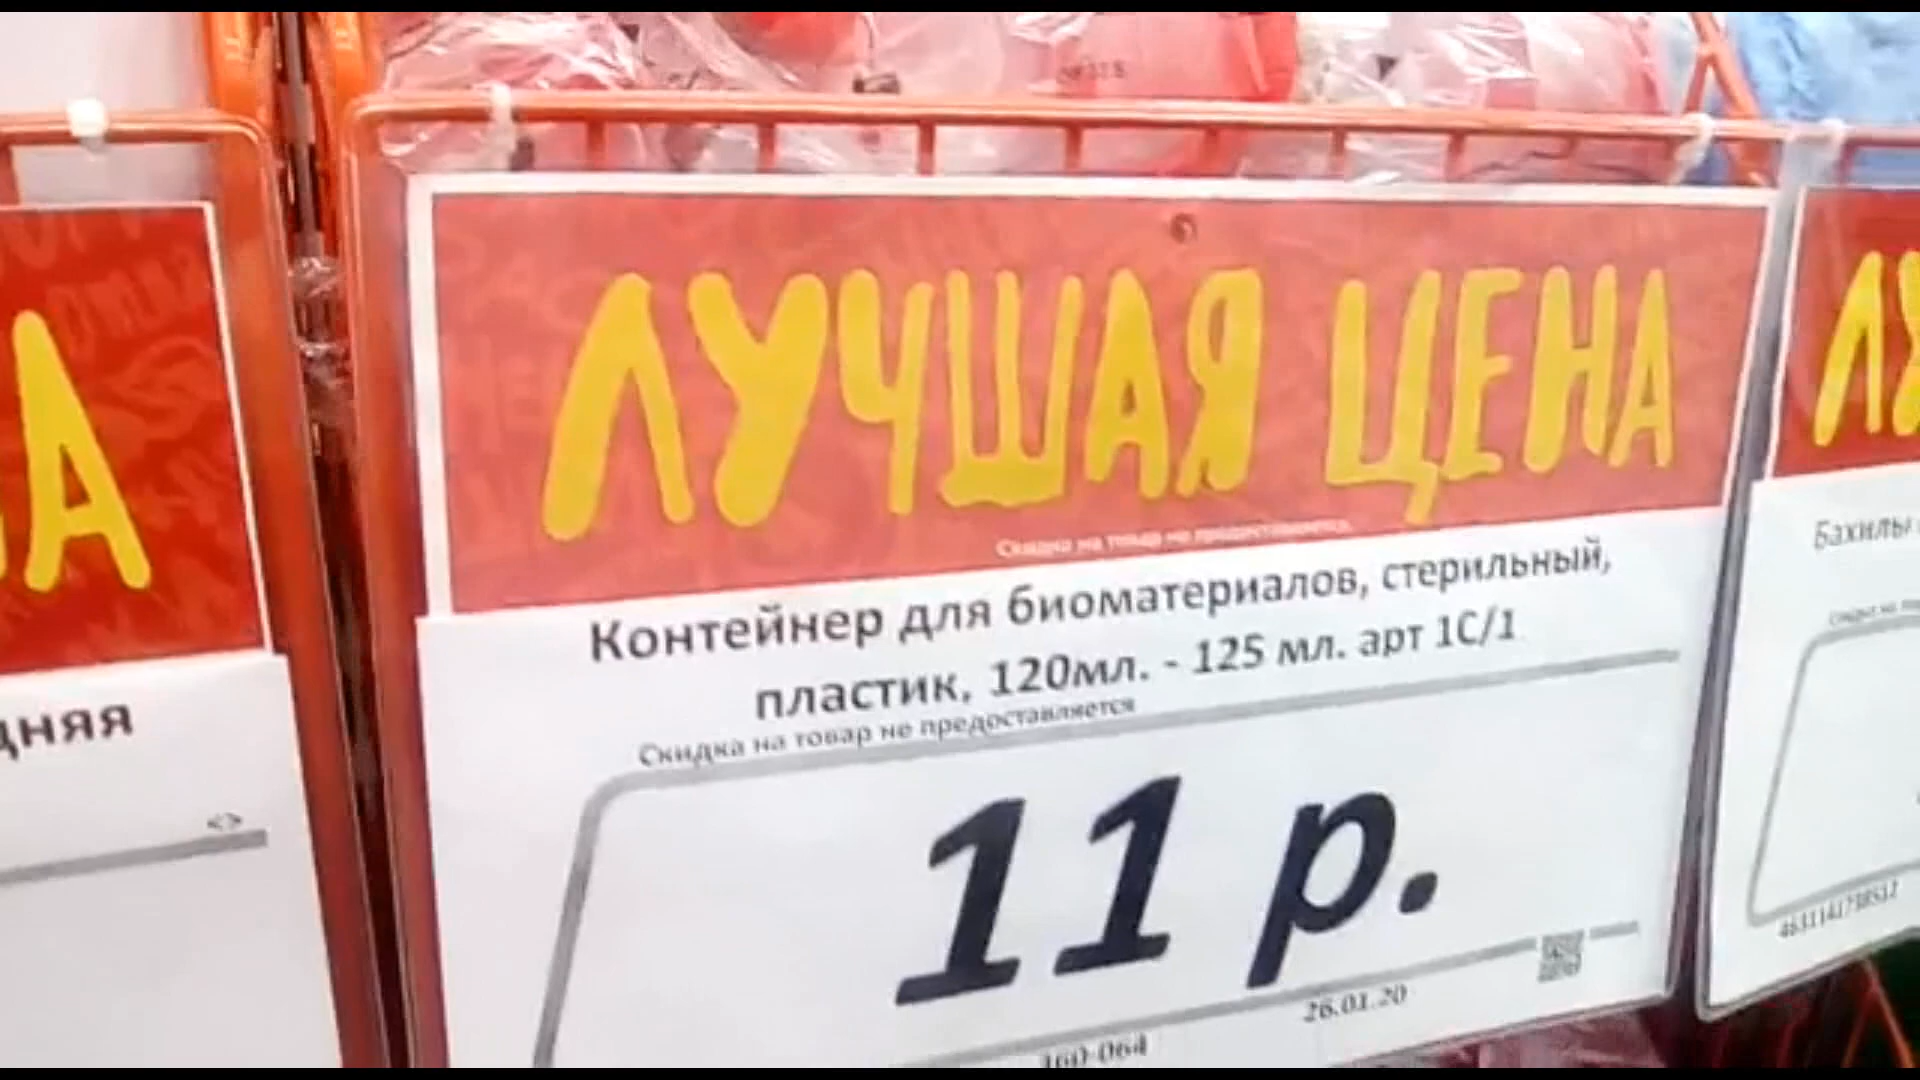 А
дняя
<>
ЛУЧШАЯ ЦЕНА
Скидка на товар не предоставляется.
Контейнер для биоматериалов, стерильный,
пластик, 120мл. - 125 мл. арт 1С/1
Скидка на товар не предоставляется
11 р.
26.01.20
160-064
ЛУ
Бахилы